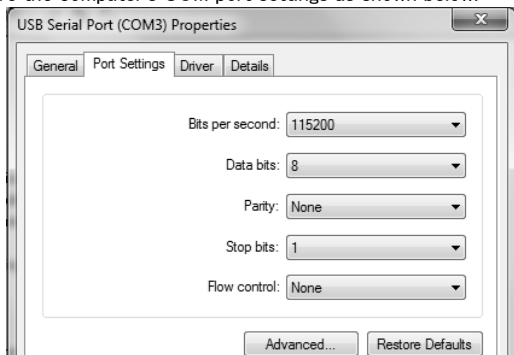 USB Serial Port (COM3) Properties
General Port Settings Driver Details
Bits per second: 115200
Data bits: 8
Parity: None
Stop bits: 1
Flow control: None
Advanced... Restore Defaults